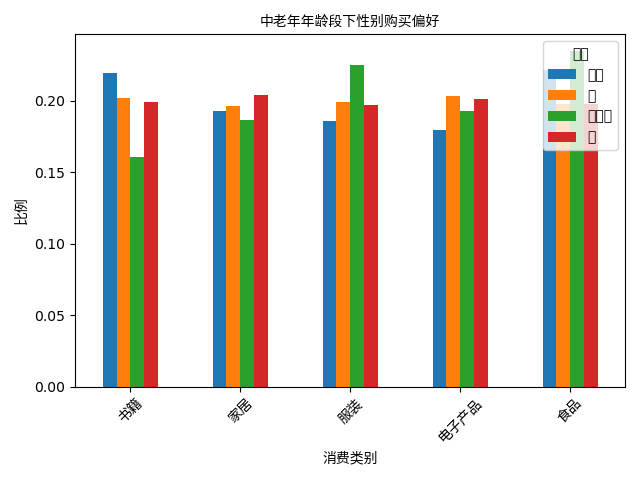 中老年年龄段下性别购买偏好
0.20
0.15
0.10
0.05
0.00
比例
书籍
家居
服装
电子产品
食品
消费类别